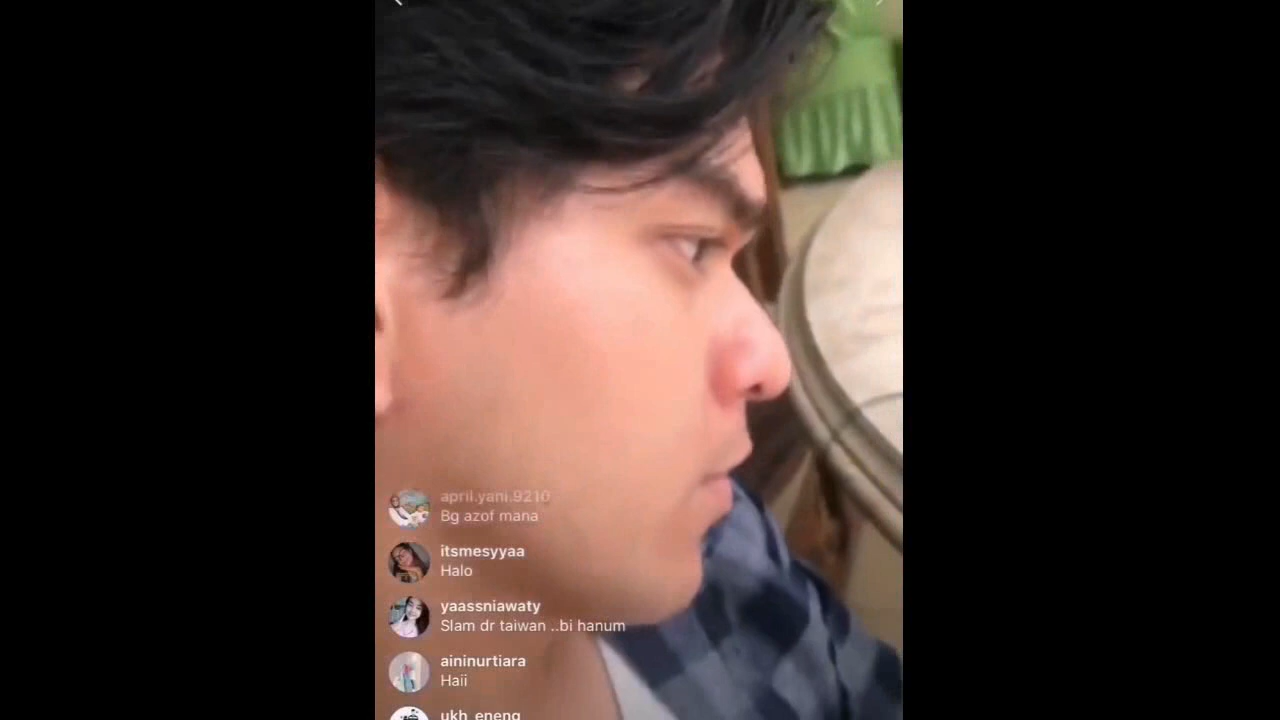 april.yani.9210
Bg azof mana
itsmesyyaa
Halo
yaassniawaty
Slam dr taiwan ..bi hanum
aininurtiara
Haii
ukh_eneng